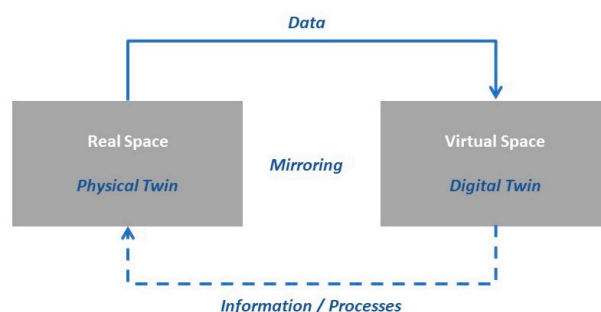 Data
Real Space
Physical Twin
Mirroring
Virtual Space
Digital Twin
Information / Processes